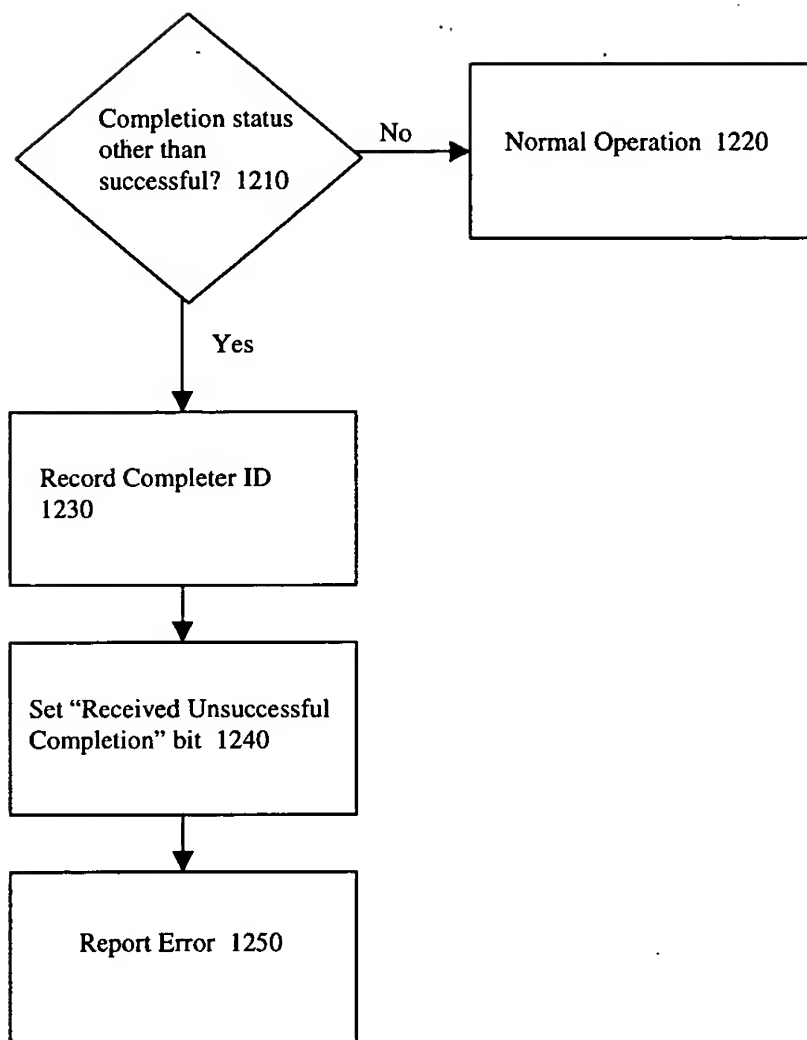 Completion status
other than
successful? 1210
No
Normal Operation 1220
Yes
Record Completer ID
1230
Set “Received Unsuccessful
Completion” bit 1240
Report Error 1250